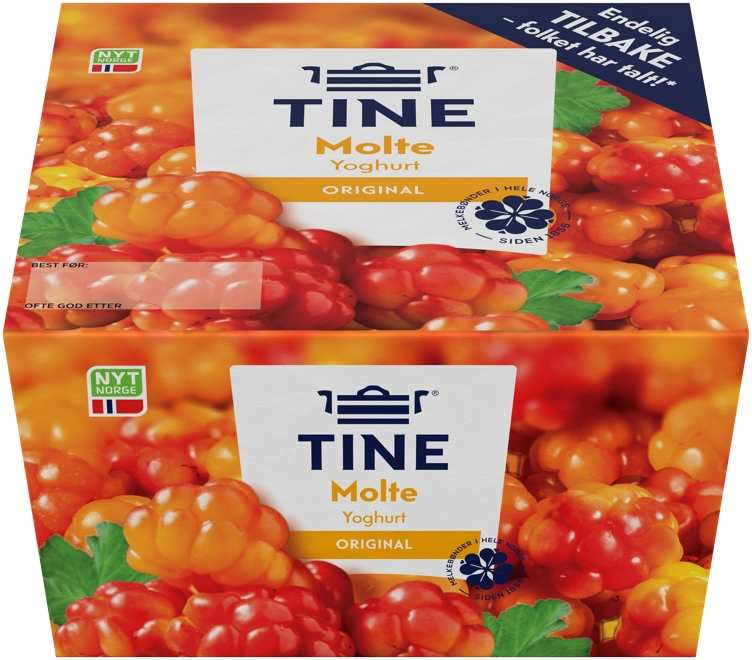 Endelig
TILBAKE
– folket har talt!*
NYT
NORGE
TINE®
Molte
Yoghurt
ORIGINAL
MELKEBØNDER I HELE NORGE
SIDEN 1856
BEST FØR:
OFTE GOD ETTER
NYT
NORGE
TINE®
Molte
Yoghurt
ORIGINAL
MELKEBØNDER I HELE NORGE
SIDEN 1856